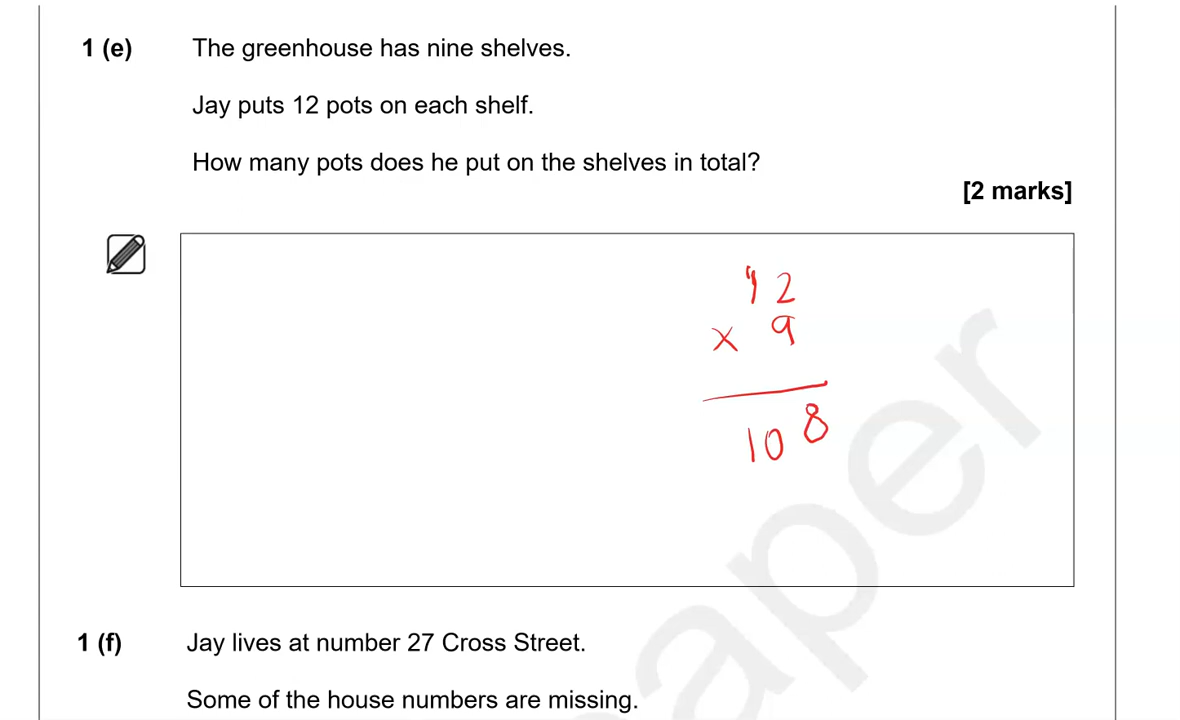 1 (e) The greenhouse has nine shelves.
Jay puts 12 pots on each shelf.
How many pots does he put on the shelves in total?
[2 marks]
12
x 9
108
aper
1 (f) Jay lives at number 27 Cross Street.
Some of the house numbers are missing.